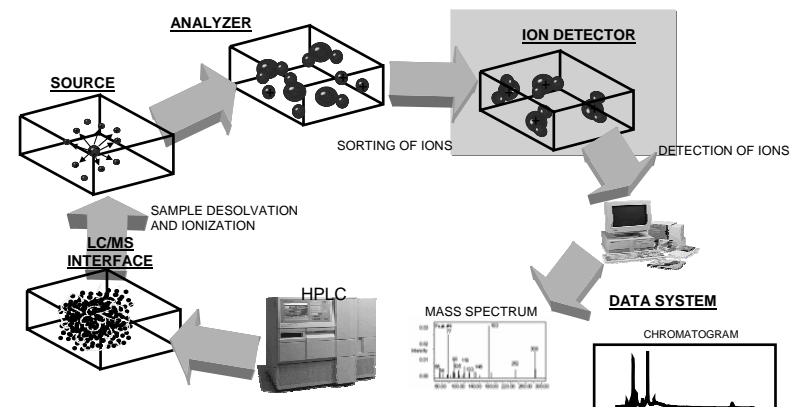 ANALYZER
ION DETECTOR
SOURCE
SORTING OF IONS
DETECTION OF IONS
SAMPLE DESOLVATION
AND IONIZATION
LC/MS
INTERFACE
HPLC
DATA SYSTEM
MASS SPECTRUM
CHROMATOGRAM